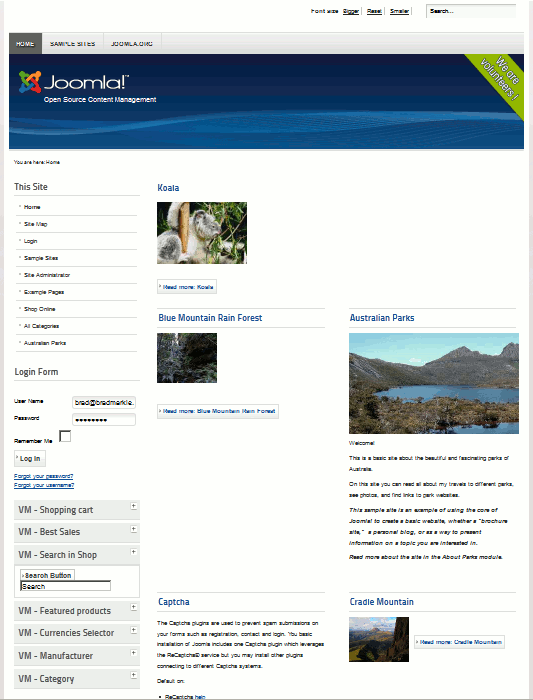 Font size Bigger Reset Smaller Search...
HOME SAMPLE SITES JOOMLA.ORG
Joomla!™
Open Source Content Management
We are volunteers!
You are here: Home
This Site
Home
Site Map
Login
Sample Sites
Site Administrator
Example Pages
Shop Online
All Categories
Australian Parks
Login Form
User Name brad@bradmarkle.
Password ••••••••
Remember Me
Log in
Forgot your password?
Forgot your username?
VM - Shopping cart
VM - Best Sales
VM - Search in Shop
Search Button
Search
VM - Featured products
VM - Currencies Selector
VM - Manufacturer
VM - Category
Koala
Read more: Koala
Blue Mountain Rain Forest
Read more: Blue Mountain Rain Forest
Australian Parks
Welcome!
This is a basic site about the beautiful and fascinating parks of
Australia.
On this site you can read all about my travels to different parks,
see photos, and find links to park websites.
This sample site is an example of using the core of
Joomla! to create a basic website, whether a "brochure
site," a personal blog, or as a way to present
information on a topic you are interested in.
Read more about the site in the About Parks module.
Captcha
The Captcha plugins are used to prevent spam submissions on
your forms such as registration, contact and login. You basic
installation of Joomla includes one Captcha plugin which leverages
the ReCaptcha© service but you may install other plugins
connecting to different Captcha systems.
Default on:
• ReCaptcha help
Cradle Mountain
Read more: Cradle Mountain